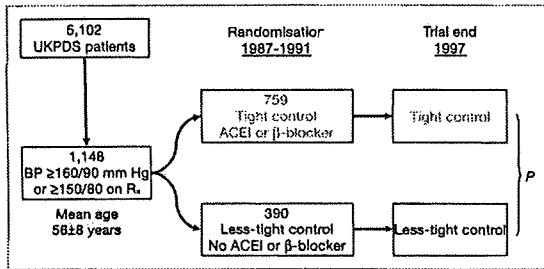 5,102
UKPDS patients
Randomisation
1987-1991
Trial end
1997
759
Tight control
ACEI or β-blocker
Tight control
1,148
BP ≥160/90 mm Hg
or ≥150/80 on Rx
Mean age
56±8 years
390
Less-tight control
No ACEI or β-blocker
Less-tight control
P